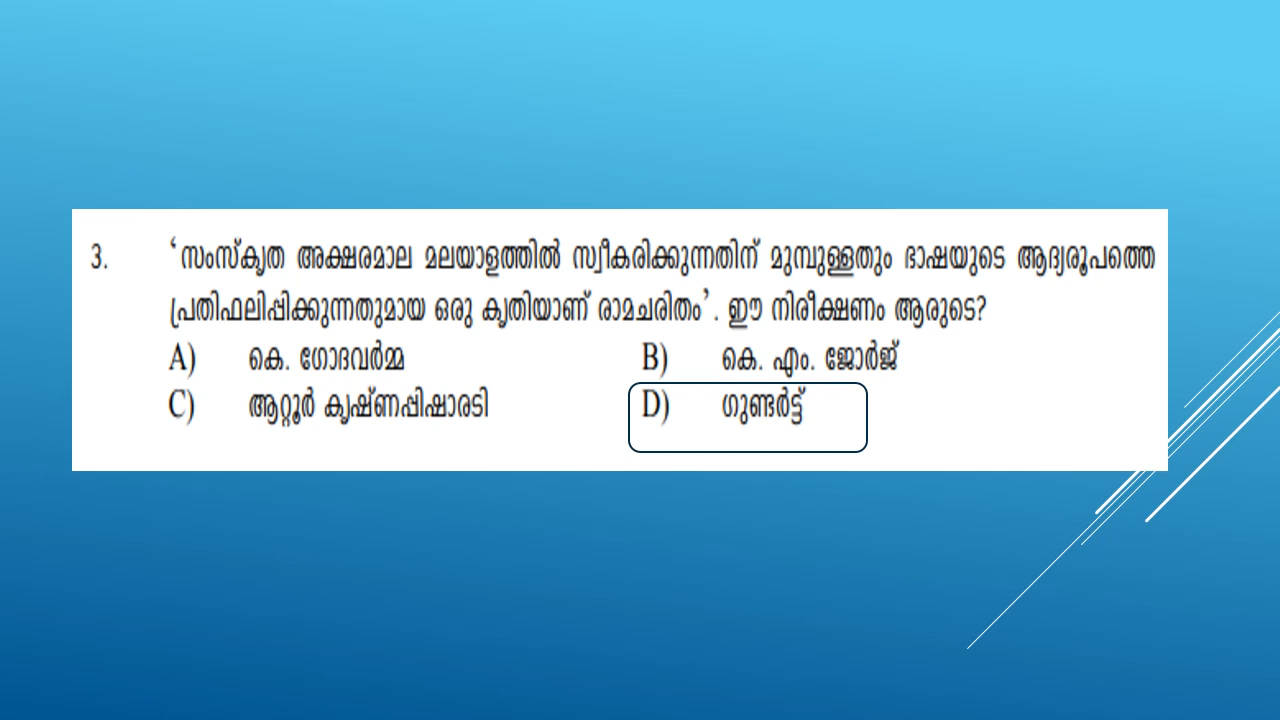 3. ‘സംസ്കൃത അക്ഷരമാല മലയാളത്തിൽ സ്വീകരിക്കുന്നതിന് മുമ്പുള്ളതും ഭാഷയുടെ ആദ്യരൂപത്തെ
പ്രതിഫലിപ്പിക്കുന്നതുമായ ഒരു കൃതിയാണ് രാമചരിതം’. ഈ നിരീക്ഷണം ആരുടെ?
A) കെ. ഗോദവർമ്മ B) കെ. എം. ജോർജ്
C) ആറ്റൂർ കൃഷ്ണപ്പിഷാരടി D) ഗുണ്ടർട്ട്